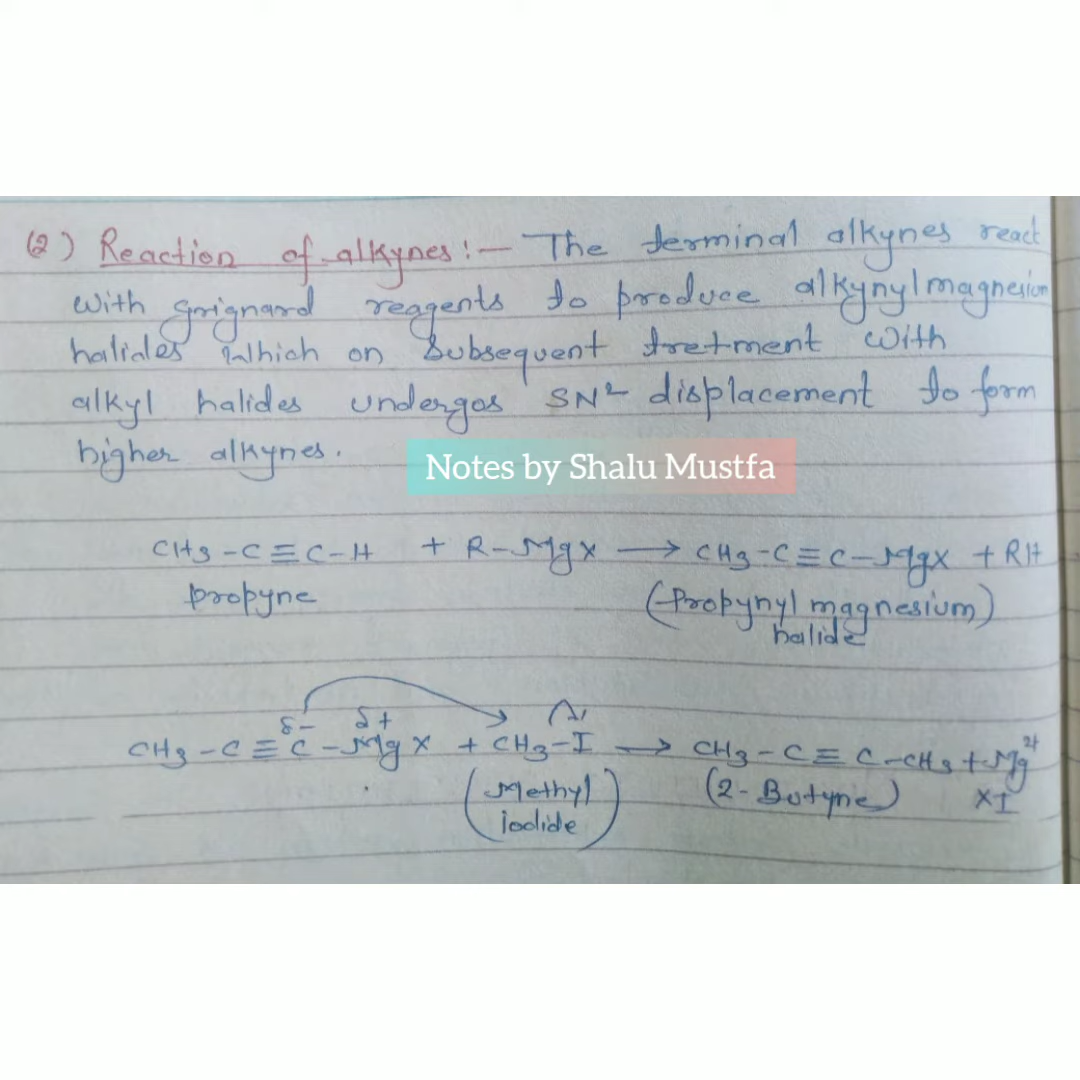 (2) Reaction of alkynes:- The terminal alkynes react
with grignard reagents to produce alkynylmagnesium
halides which on subsequent tretment with
alkyl halides undergos SN² displacement to form
higher alkynes.
Notes by Shalu Mustfa
CH3-C≡C-H + R-MgX ⟶ CH3-C≡C-MgX + RH
propyne (Propynyl magnesium)
halide
δ- δ+
CH3-C≡C-MgX + CH3-I ⟶ CH3-C≡C-CH3 + Mg²⁺
(Methyl (2-Butyne) XI
iodide)